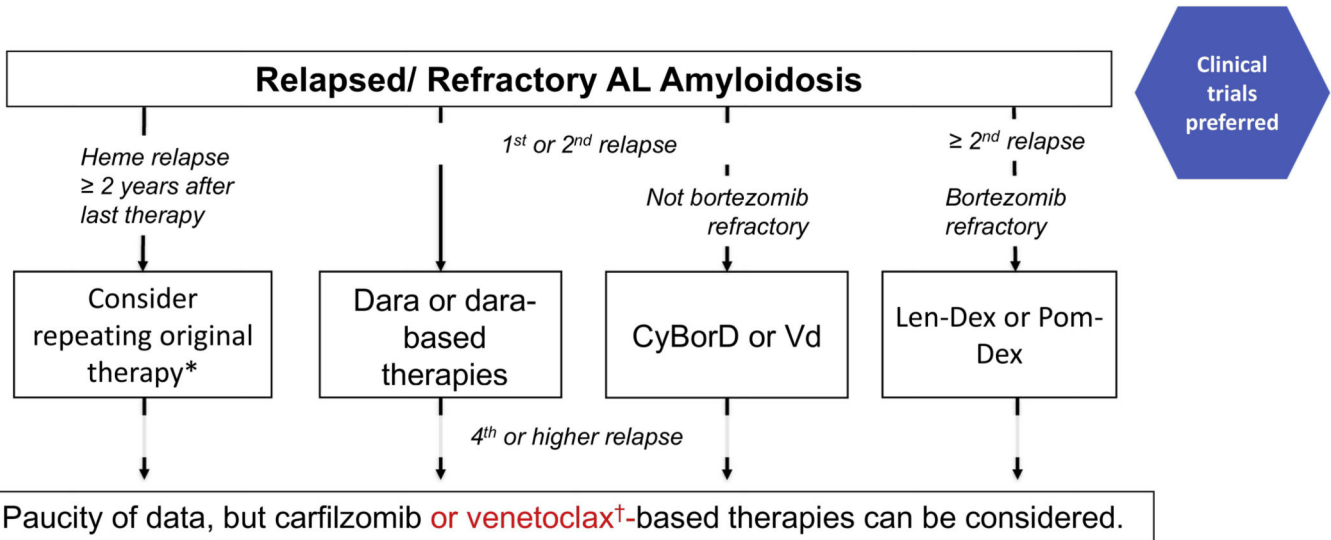 Relapsed/ Refractory AL Amyloidosis
Clinical
trials
preferred
Heme relapse
≥ 2 years after
last therapy
1st or 2nd relapse
Not bortezomib
refractory
≥ 2nd relapse
Bortezomib
refractory
Consider
repeating original
therapy*
Dara or dara-
based
therapies
CyBorD or Vd
Len-Dex or Pom-
Dex
4th or higher relapse
Paucity of data, but carfilzomib or venetoclax†-based therapies can be considered.